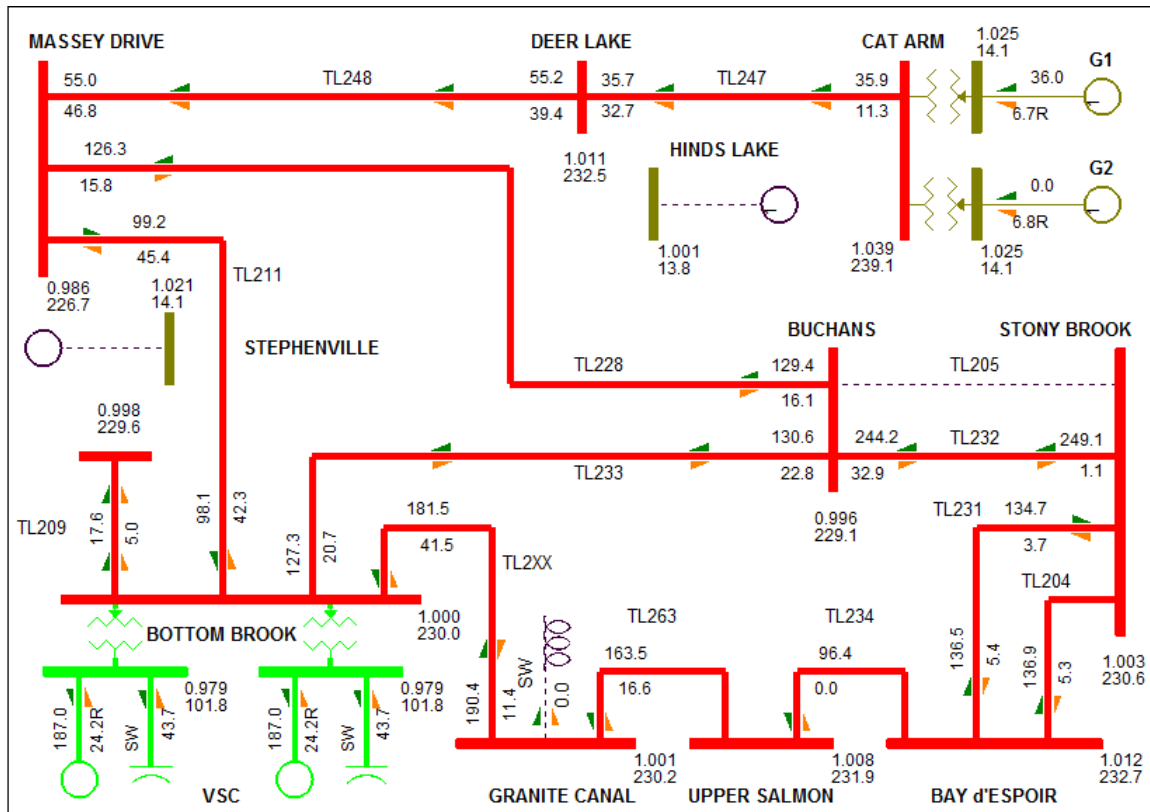 MASSEY DRIVE
DEER LAKE
CAT ARM
1.025
14.1
G1
55.0
TL248
55.2
35.7
TL247
35.9
36.0
46.8
39.4
32.7
11.3
6.7R
126.3
1.011
232.5
HINDS LAKE
G2
15.8
0.0
6.8R
99.2
45.4
TL211
1.001
13.8
1.039
239.1
1.025
14.1
0.986
226.7
1.021
14.1
STEPHENVILLE
BUCHANS
STONY BROOK
TL228
129.4
TL205
16.1
0.998
229.6
130.6
244.2
TL232
249.1
TL233
22.8
32.9
1.1
TL209
17.6
5.0
98.1
42.3
127.3
20.7
181.5
41.5
TL2XX
0.996
229.1
TL231
134.7
3.7
TL204
BOTTOM BROOK
1.000
230.0
TL263
TL234
163.5
96.4
16.6
0.0
SW
0.0
190.4
11.4
136.5
5.4
136.9
5.3
1.003
230.6
0.979
101.8
0.979
101.8
187.0
24.2R
SW
43.7
187.0
24.2R
SW
43.7
1.001
230.2
1.008
231.9
1.012
232.7
VSC
GRANITE CANAL
UPPER SALMON
BAY d'ESPOIR